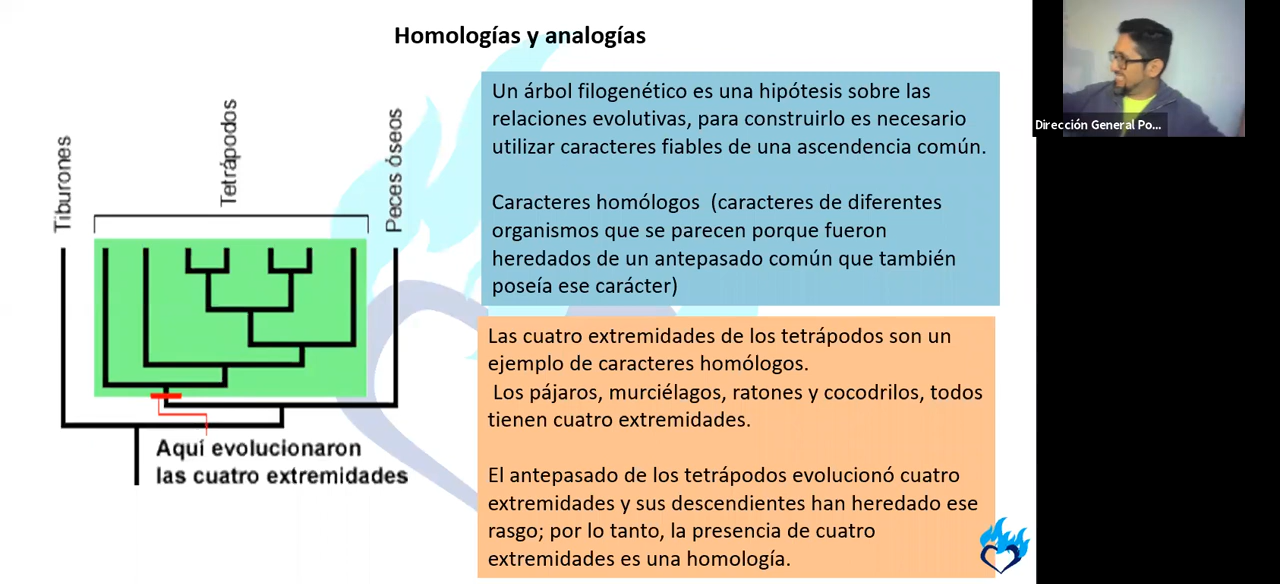 Homologías y analogías
Tiburones
Tetrápodos
Peces óseos
Aquí evolucionaron
las cuatro extremidades
Un árbol filogenético es una hipótesis sobre las
relaciones evolutivas, para construirlo es necesario
utilizar caracteres fiables de una ascendencia común.
Caracteres homólogos (caracteres de diferentes
organismos que se parecen porque fueron
heredados de un antepasado común que también
poseía ese carácter)
Las cuatro extremidades de los tetrápodos son un
ejemplo de caracteres homólogos.
Los pájaros, murciélagos, ratones y cocodrilos, todos
tienen cuatro extremidades.
El antepasado de los tetrápodos evolucionó cuatro
extremidades y sus descendientes han heredado ese
rasgo; por lo tanto, la presencia de cuatro
extremidades es una homología.
Dirección General Po...